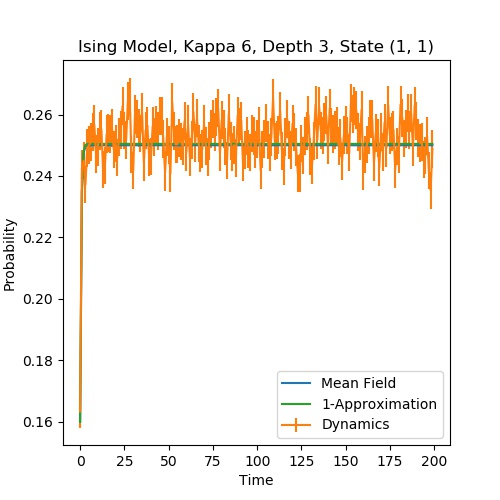 Ising Model, Kappa 6, Depth 3, State (1, 1)
Probability
0.26
0.24
0.22
0.20
0.18
0.16
Mean Field
1-Approximation
Dynamics
0 25 50 75 100 125 150 175 200
Time